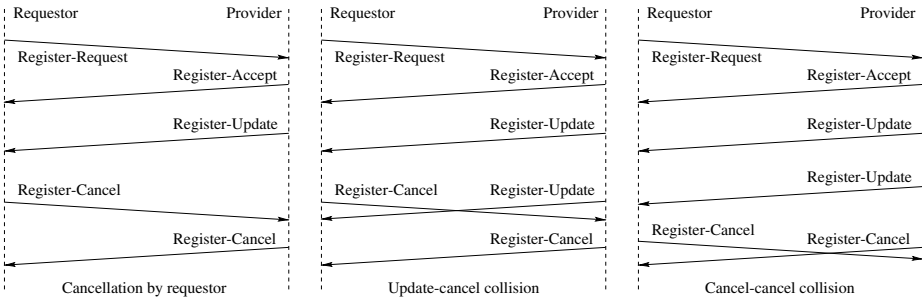 Requestor Provider
Register-Request
Register-Accept
Register-Update
Register-Cancel
Register-Cancel
Cancellation by requestor
Requestor Provider
Register-Request
Register-Accept
Register-Update
Register-Cancel Register-Update
Register-Cancel
Update-cancel collision
Requestor Provider
Register-Request
Register-Accept
Register-Update
Register-Update
Register-Cancel
Register-Cancel
Cancel-cancel collision